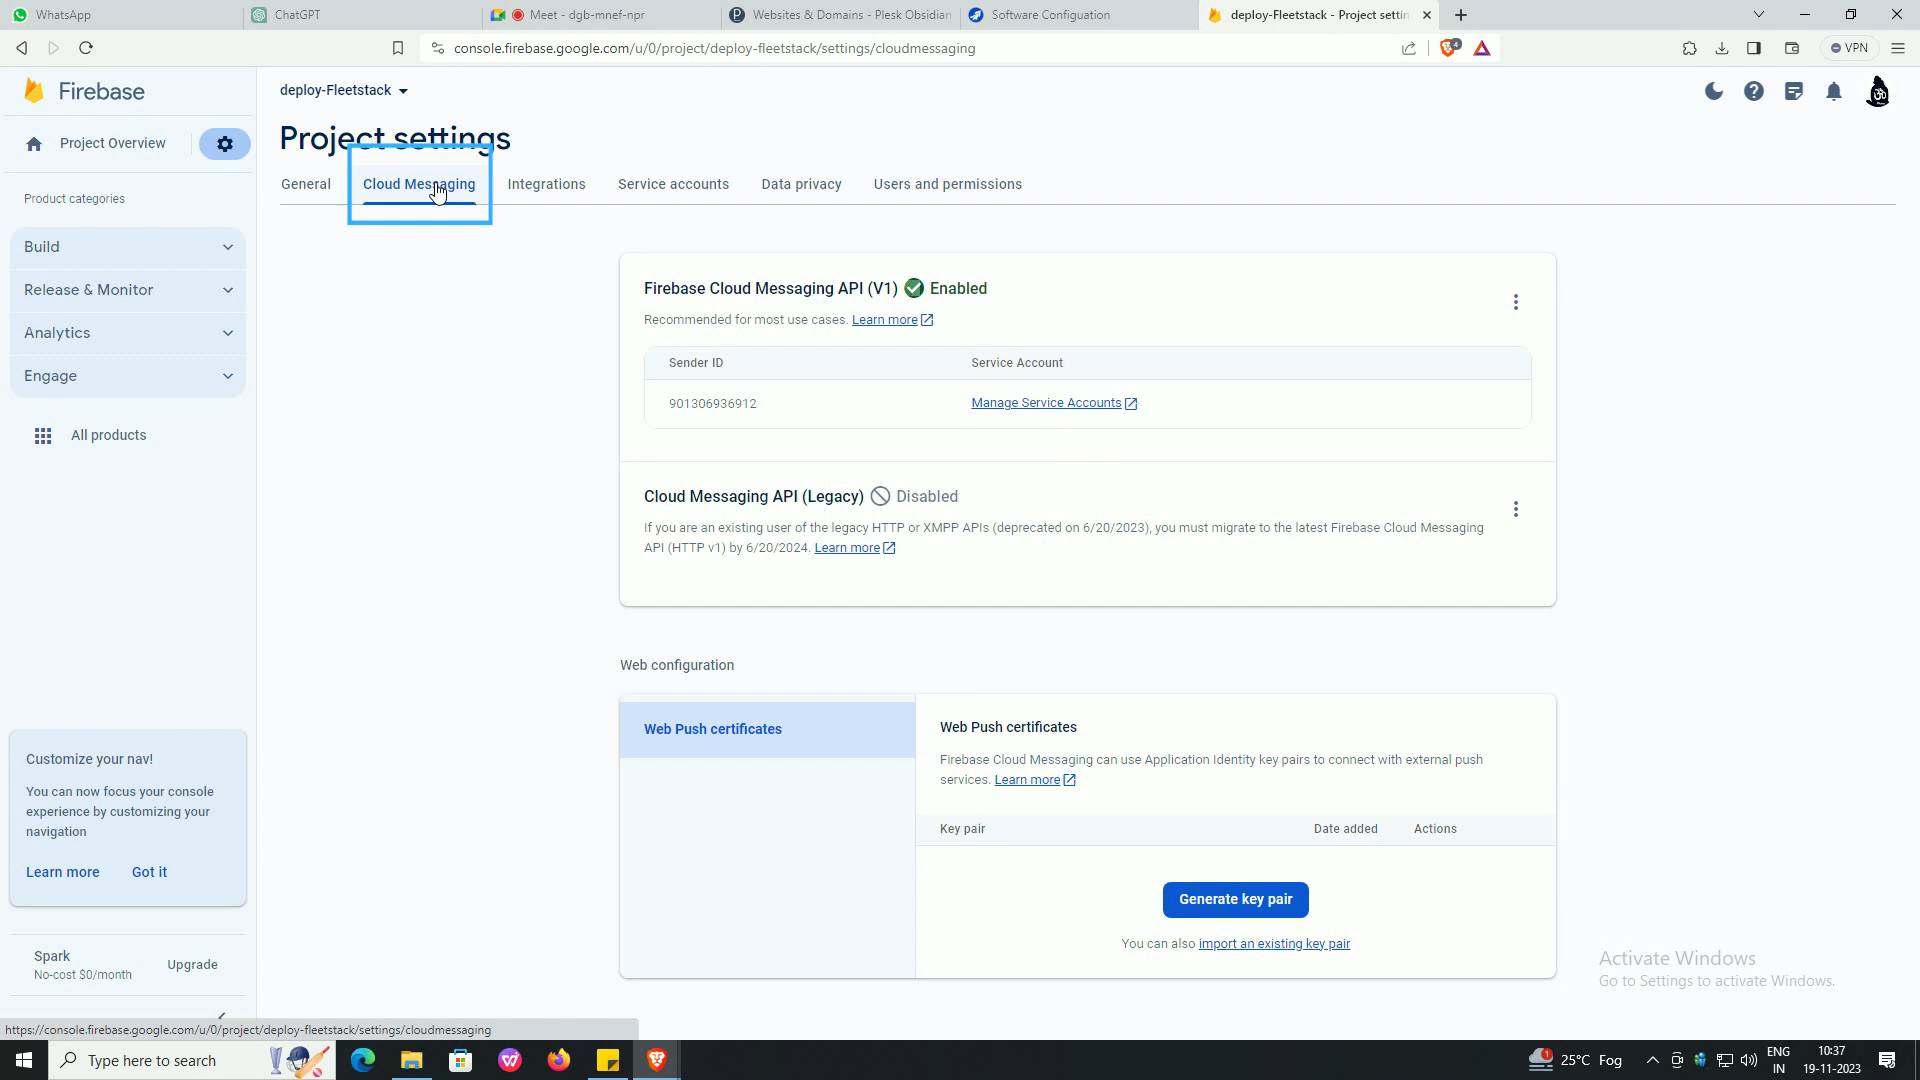 WhatsApp
ChatGPT
Meet - dgb-mnef-npr
Websites & Domains - Plesk Obsidian
Software Configuation
deploy-Fleetstack - Project settin
console.firebase.google.com/u/0/project/deploy-fleetstack/settings/cloudmessaging
4
VPN
Firebase
deploy-Fleetstack
Project Overview
Project settings
General
Cloud Messaging
Integrations
Service accounts
Data privacy
Users and permissions
Product categories
Build
Release & Monitor
Analytics
Engage
All products
Firebase Cloud Messaging API (V1) Enabled
Recommended for most use cases. Learn more
Sender ID
Service Account
901306936912
Manage Service Accounts
Cloud Messaging API (Legacy) Disabled
If you are an existing user of the legacy HTTP or XMPP APIs (deprecated on 6/20/2023), you must migrate to the latest Firebase Cloud Messaging
API (HTTP v1) by 6/20/2024. Learn more
Web configuration
Web Push certificates
Web Push certificates
Firebase Cloud Messaging can use Application Identity key pairs to connect with external push
services. Learn more
Key pair
Date added
Actions
Generate key pair
You can also import an existing key pair
Customize your nav!
You can now focus your console
experience by customizing your
navigation
Learn more
Got it
Spark
No-cost $0/month
Upgrade
Activate Windows
Go to Settings to activate Windows.
https://console.firebase.google.com/u/0/project/deploy-fleetstack/settings/cloudmessaging
Type here to search
1
25°C Fog
ENG
IN
10:37
19-11-2023